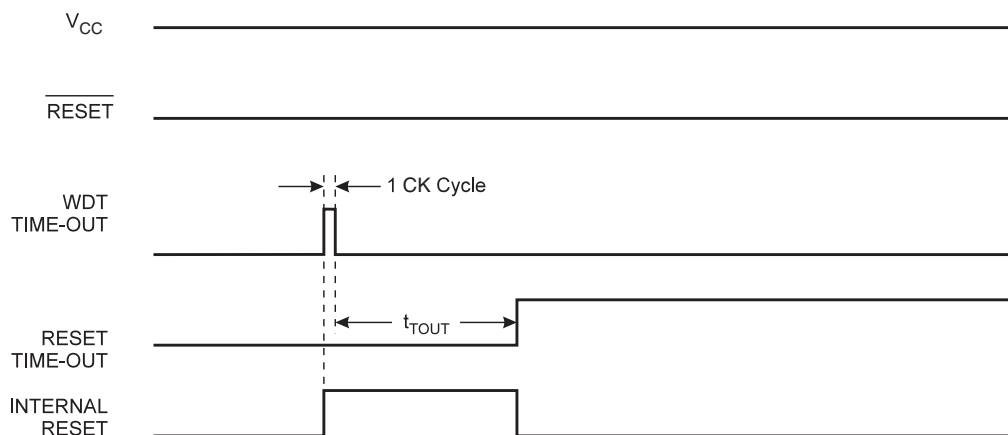 VCC
RESET
1 CK Cycle
WDT
TIME-OUT
tTOUT
RESET
TIME-OUT
INTERNAL
RESET